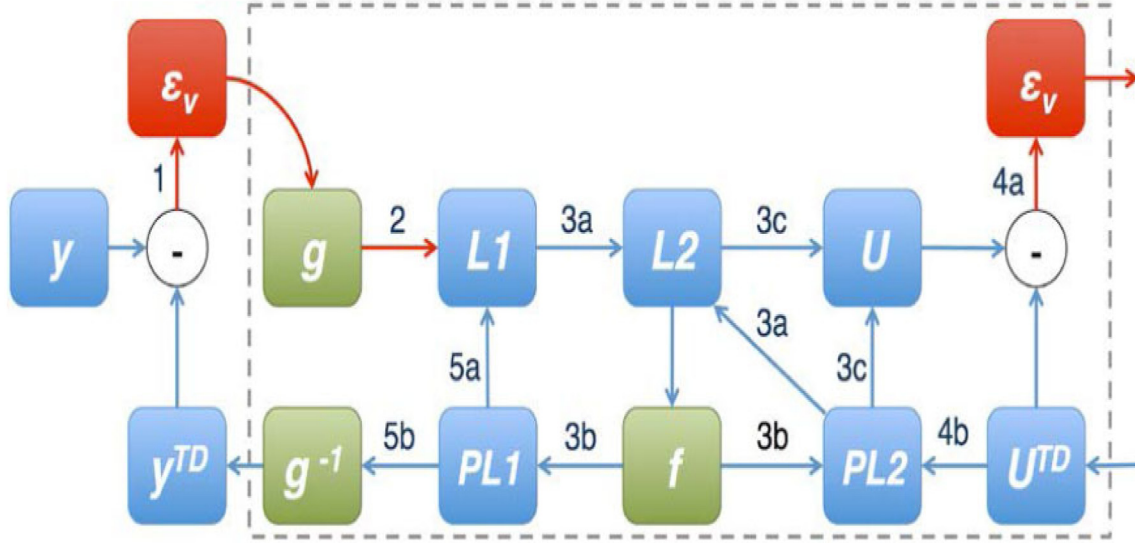 εᵥ εᵥ
1 4a
y - g 2 L1 3a L2 3c U -
5a 3a 3c
yᵀᴰ g⁻¹ 5b PL1 3b f 3b PL2 4b Uᵀᴰ